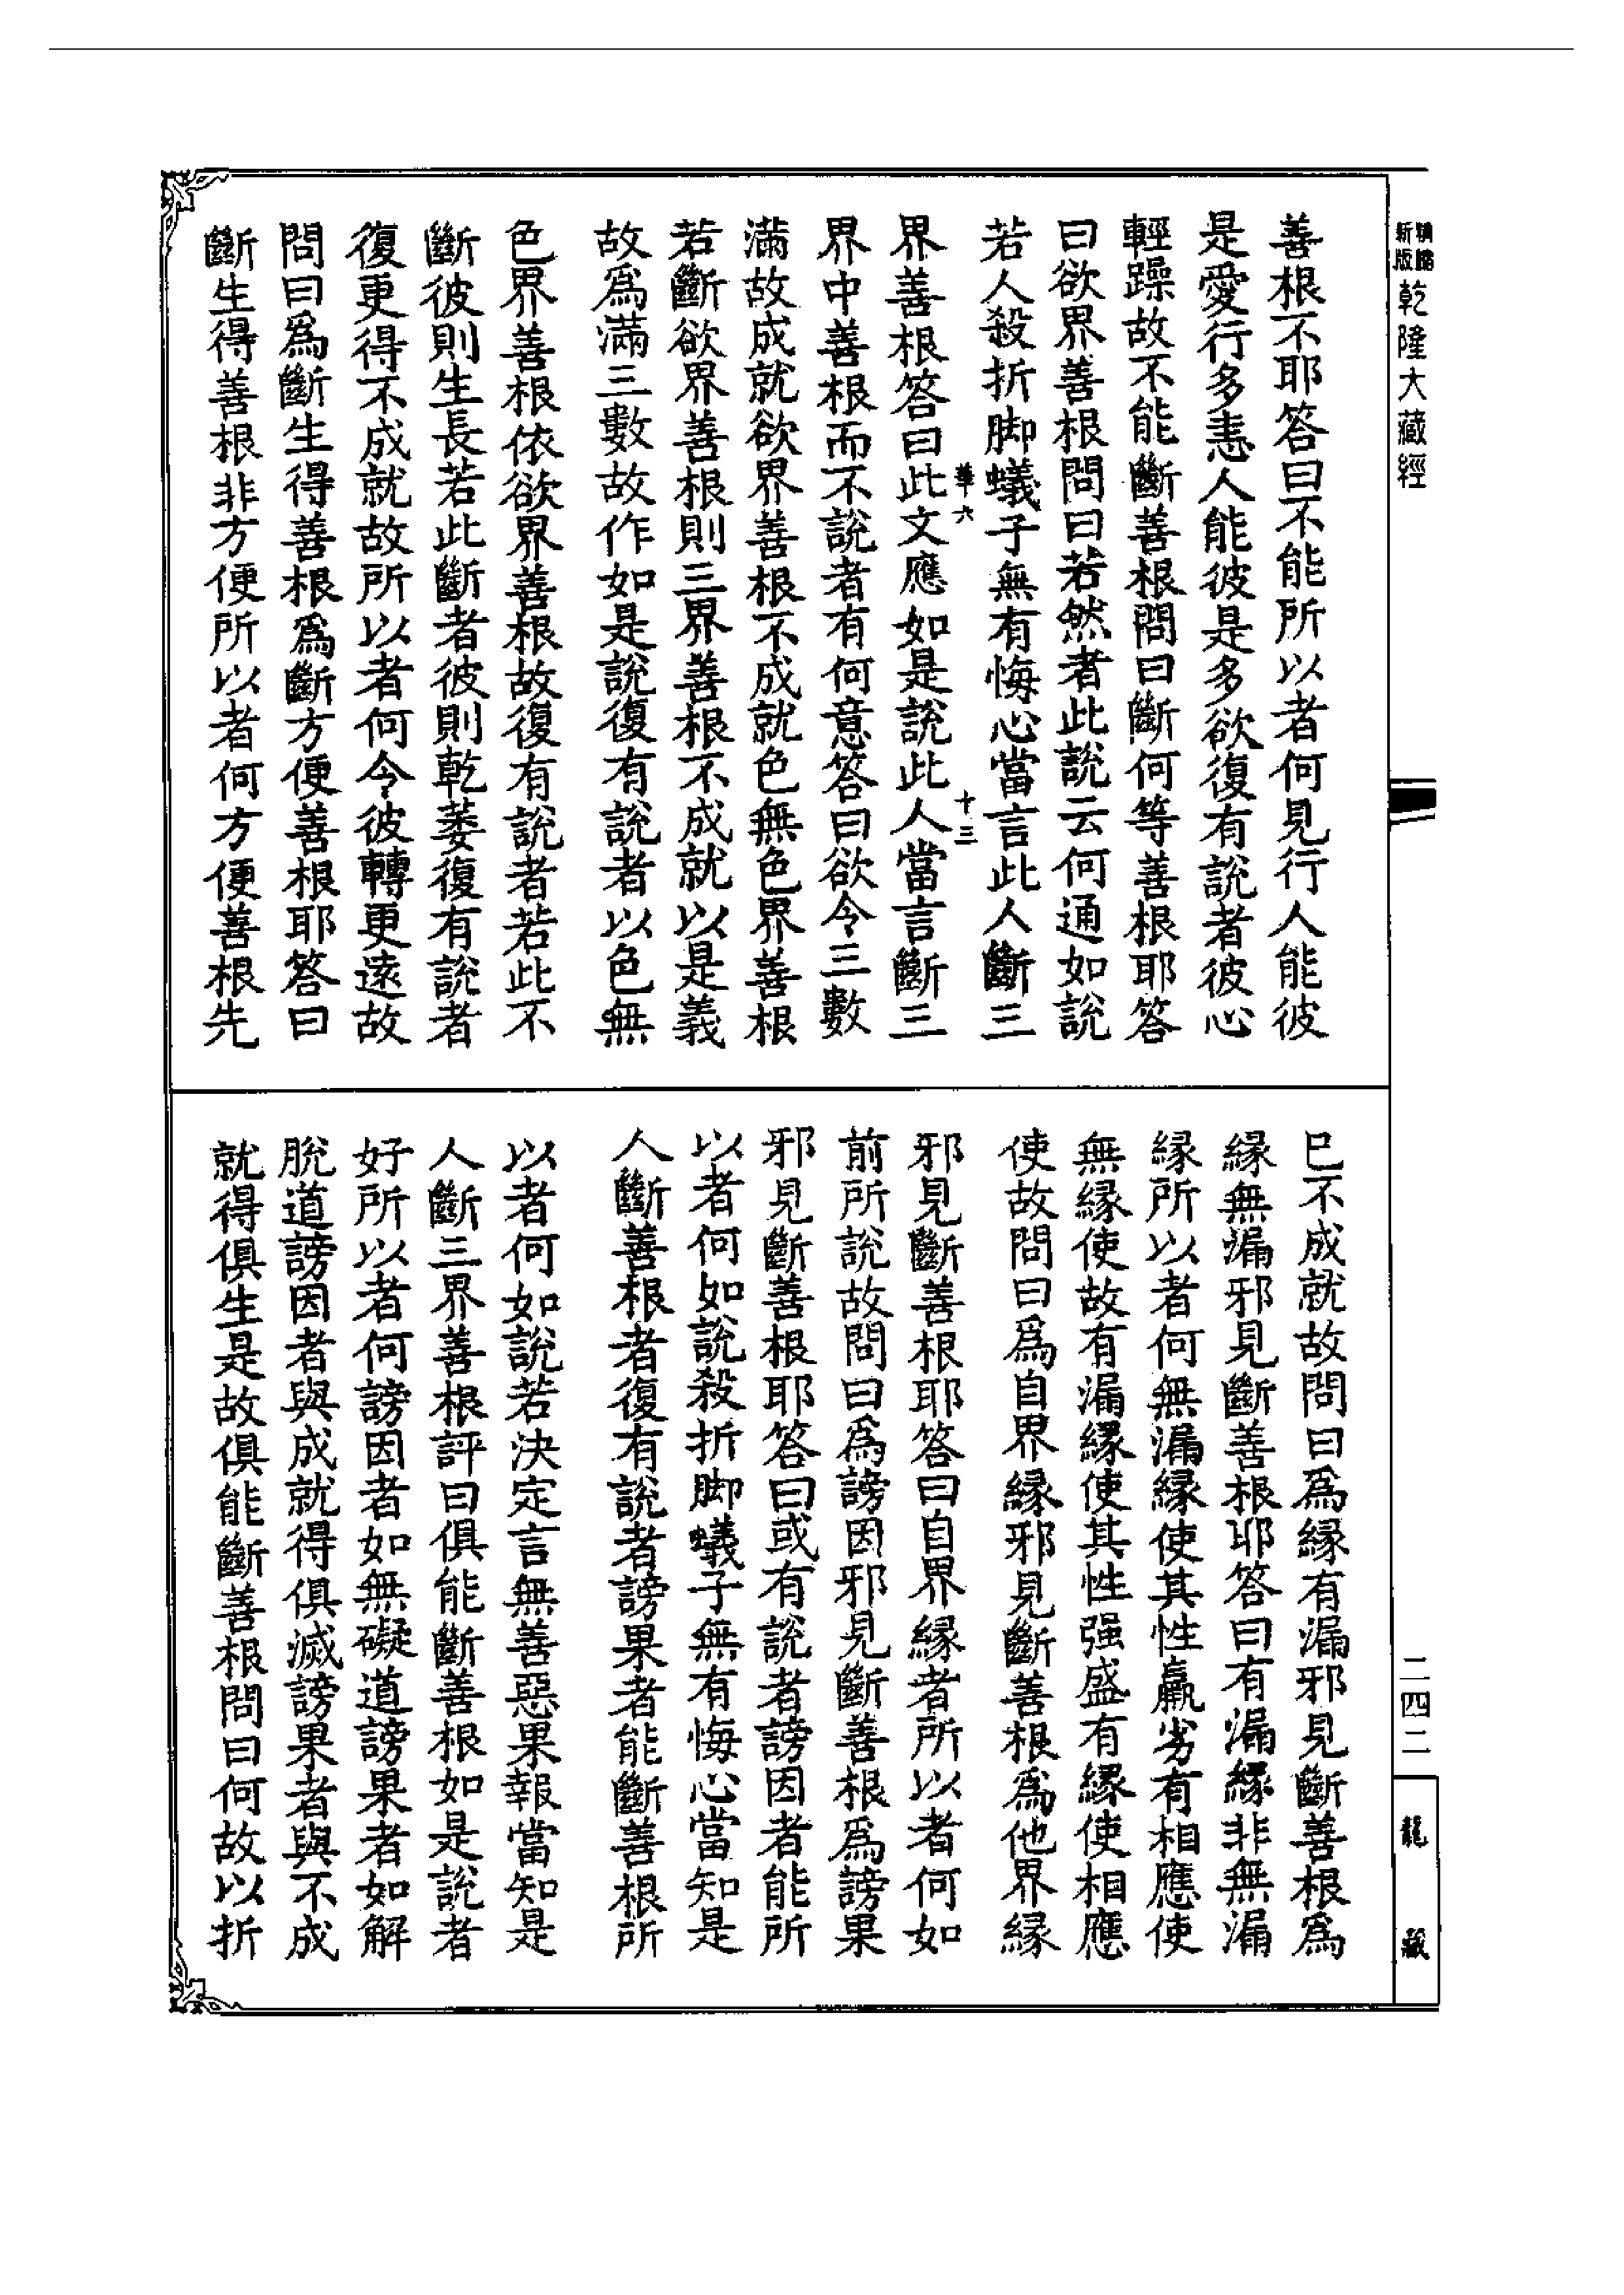 新版
乾隆大藏經
善根不耶答曰不能所以者何見行人能彼
是愛行多恚人能彼是多欲復有說者彼心
輕躁故不能斷善根問曰斷何等善根耶答
曰欲界善根問曰若然者此說云何通如說
若人殺折脚蟻子無有悔心當言此人斷三
華六
十三
界善根答曰此文應如是說此人當言斷三
界中善根而不說者有何意答曰欲令三數
滿故成就欲界善根不成就色無色界善根
若斷欲界善根則三界善根不成就以是義
故爲滿三數故作如是說復有說者以色無
色界善根依欲界善根故復有說者若此不
斷彼則生長若此斷者彼則乾萎復有說者
復更得不成就故所以者何令彼轉更遠故
問曰爲斷生得善根爲斷方便善根耶答曰
斷生得善根非方便所以者何方便善根先
已不成就故問曰爲縁有漏邪見斷善根爲
縁無漏邪見斷善根耶答曰有漏縁非無漏
縁所以者何無漏縁使其性羸劣有相應使
無縁使故有漏縁使其性强盛有縁使相應
使故問曰爲自界縁邪見斷善根爲他界縁
邪見斷善根耶答曰自界縁者所以者何如
前所說故問曰爲謗因邪見斷善根爲謗果
邪見斷善根耶答曰或有說者謗因者能所
以者何如說殺折脚蟻子無有悔心當知是
人斷善根者復有說者謗果者能斷善根所
以者何如說若決定言無善惡果報當知是
人斷三界善根評曰俱能斷善根如是說者
好所以者何謗因者如無礙道謗果者如解
脫道謗因者與成就得俱滅謗果者與不成
就得俱生是故俱能斷善根問曰何故以折
二四二
龍藏